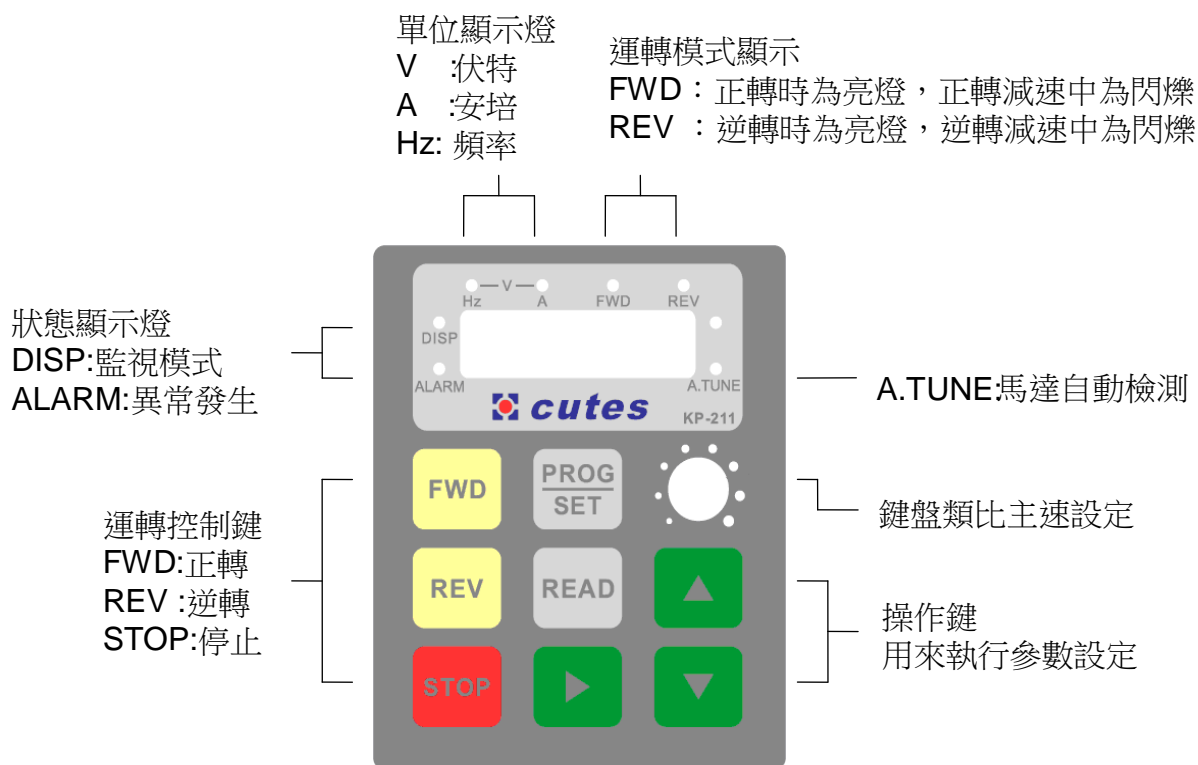 單位顯示燈
V :伏特
A :安培
Hz: 頻率
運轉模式顯示
FWD：正轉時為亮燈，正轉減速中為閃爍
REV ：逆轉時為亮燈，逆轉減速中為閃爍
狀態顯示燈
DISP:監視模式
ALARM:異常發生
V
Hz A FWD REV
DISP
ALARM A.TUNE
cutes KP-211
A.TUNE:馬達自動檢測
運轉控制鍵
FWD:正轉
REV :逆轉
STOP:停止
FWD
PROG
SET
REV
READ
STOP
鍵盤類比主速設定
操作鍵
用來執行參數設定